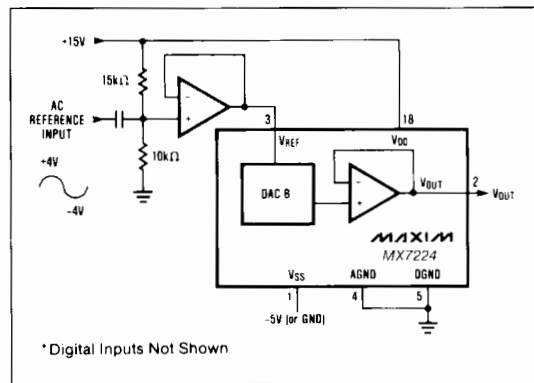 +15V
15kΩ
AC
REFERENCE
INPUT
3
18
VREF
VDD
+4V
10kΩ
DAC B
VOUT
2
VOUT
-4V
MAXIM
MX7224
VSS
AGND
DGND
1
4
5
-5V (or GND)
*Digital Inputs Not Shown